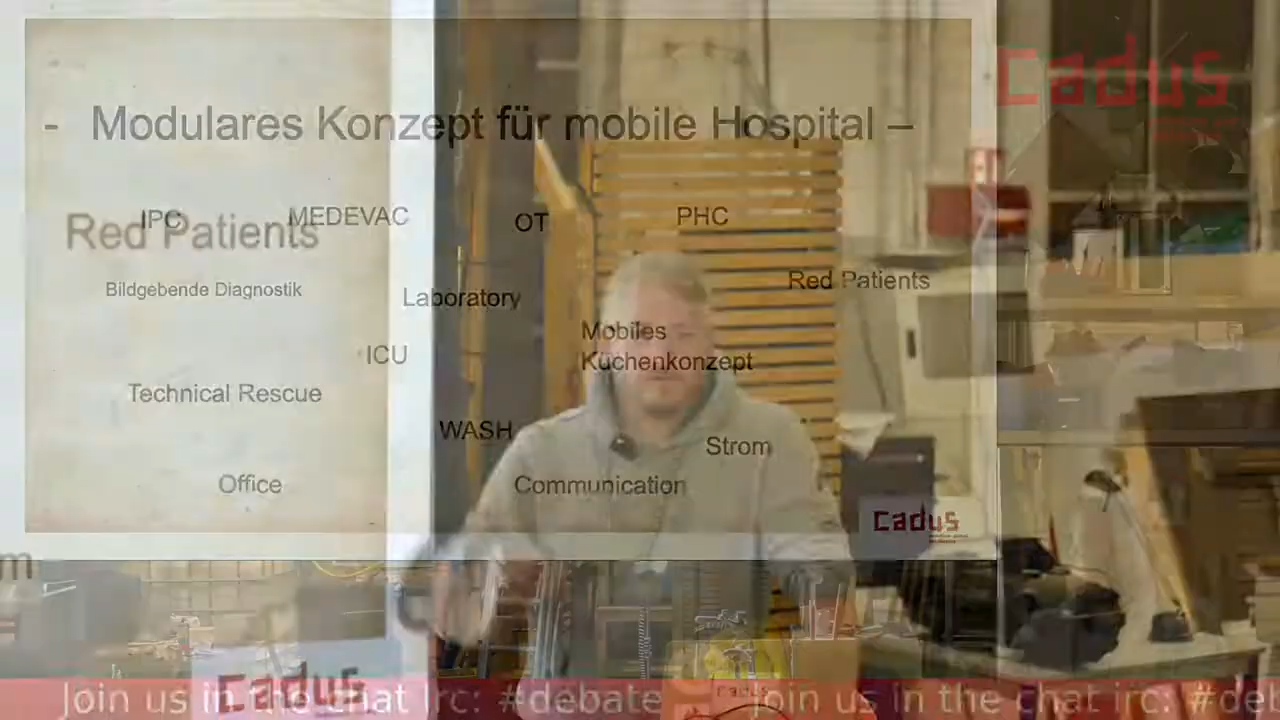 cadus
- Modulares Konzept für mobile Hospital –
IPC
MEDEVAC
OT
PHC
Red Patients
Bildgebende Diagnostik
Laboratory
Red Patients
Mobiles
Küchenkonzept
ICU
Technical Rescue
WASH
Strom
Office
Communication
cadus
m
cadus
cadus
Join us in the chat irc: #debate
Join us in the chat irc: #deb